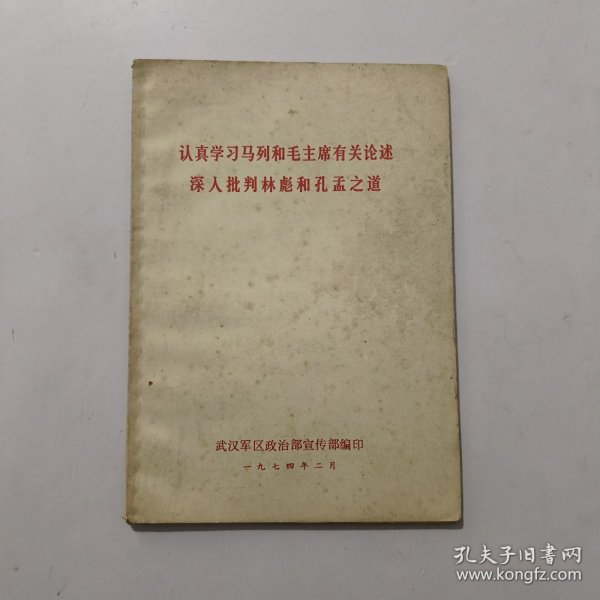 认真学习马列和毛主席有关论述
深入批判林彪和孔孟之道
武汉军区政治部宣传部编印
一九七四年二月
孔夫子旧书网
www.kongfz.com